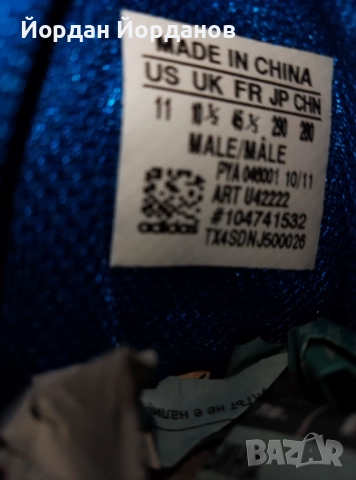 Йордан Йорданов
MADE IN CHINA
US UK FR JP CHN
11 10½ 45⅓ 290 280
MALE/MÂLE
PYA 046001 10/11
ART U42222
#104741532
TX4SDNJ500026
adidas
BAZAR